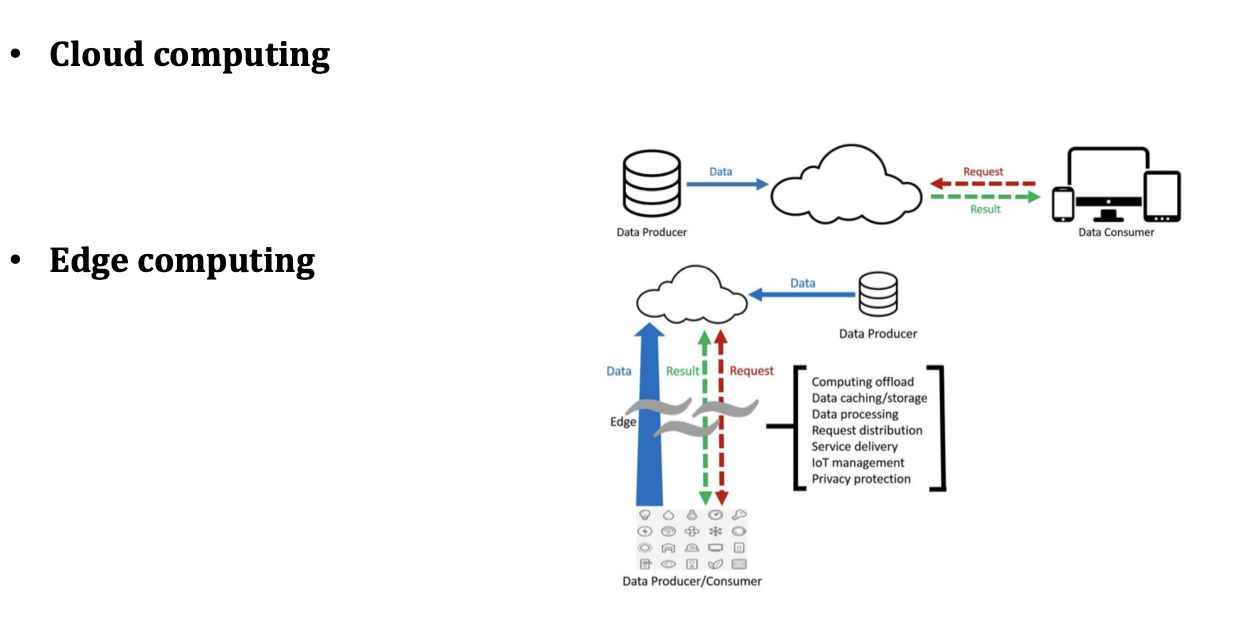 • Cloud computing
Data
Request
Result
Data Producer
Data Consumer
• Edge computing
Data
Data Producer
Data
Result
Request
Edge
Computing offload
Data caching/storage
Data processing
Request distribution
Service delivery
IoT management
Privacy protection
Data Producer/Consumer